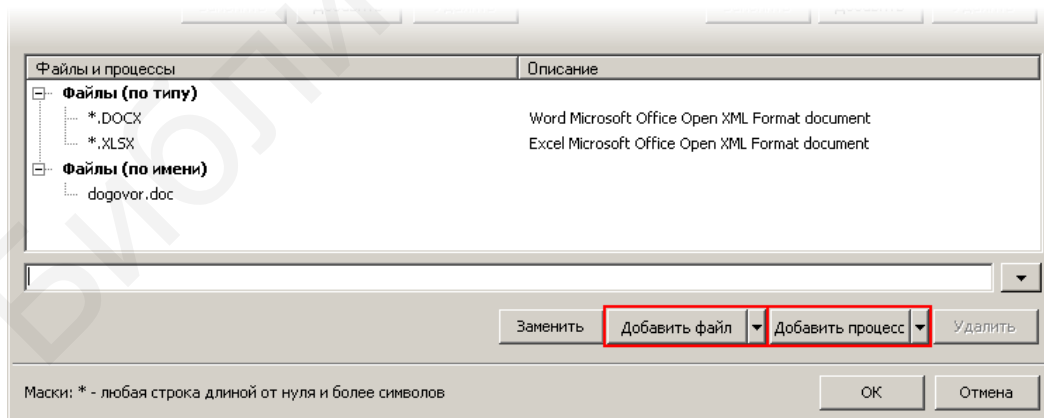 Файлы и процессы Описание
Файлы (по типу)
*.DOCX Word Microsoft Office Open XML Format document
*.XLSX Excel Microsoft Office Open XML Format document
Файлы (по имени)
dogovor.doc
Заменить Добавить файл Добавить процесс Удалить
Маски: * - любая строка длиной от нуля и более символов OK Отмена